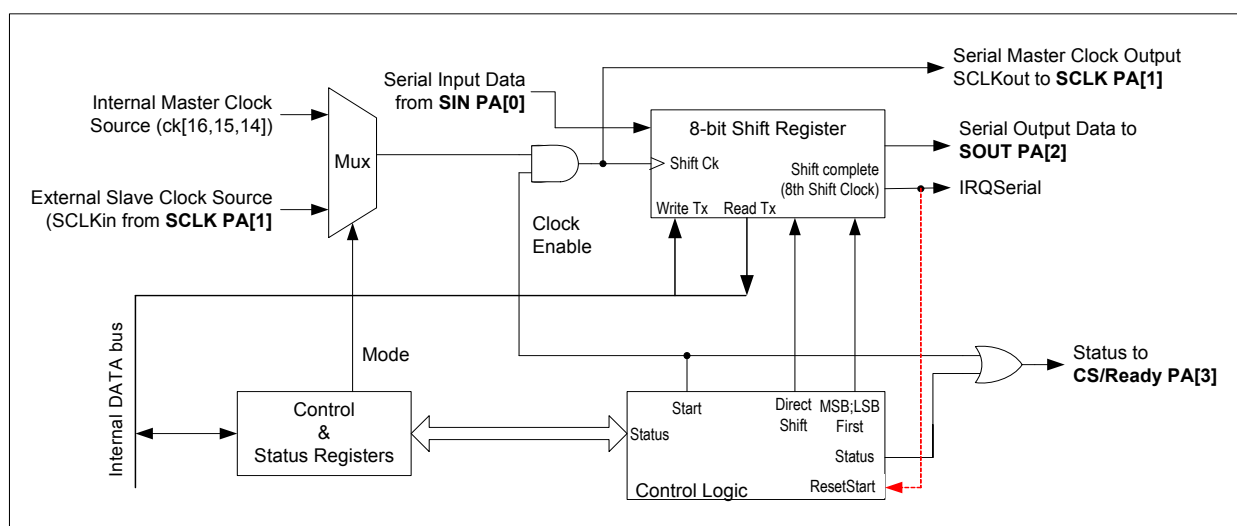 Serial Master Clock Output
SCLKout to SCLK PA[1]
Serial Input Data
from SIN PA[0]
Internal Master Clock
Source (ck[16,15,14])
8-bit Shift Register
Serial Output Data to
SOUT PA[2]
Mux
Shift Ck
Shift complete
(8th Shift Clock)
IRQSerial
External Slave Clock Source
(SCLKin from SCLK PA[1]
Write Tx
Read Tx
Clock
Enable
Internal DATA bus
Mode
Status to
CS/Ready PA[3]
Control
&
Status Registers
Start
Direct
Shift
MSB;LSB
First
Status
Status
ResetStart
Control Logic